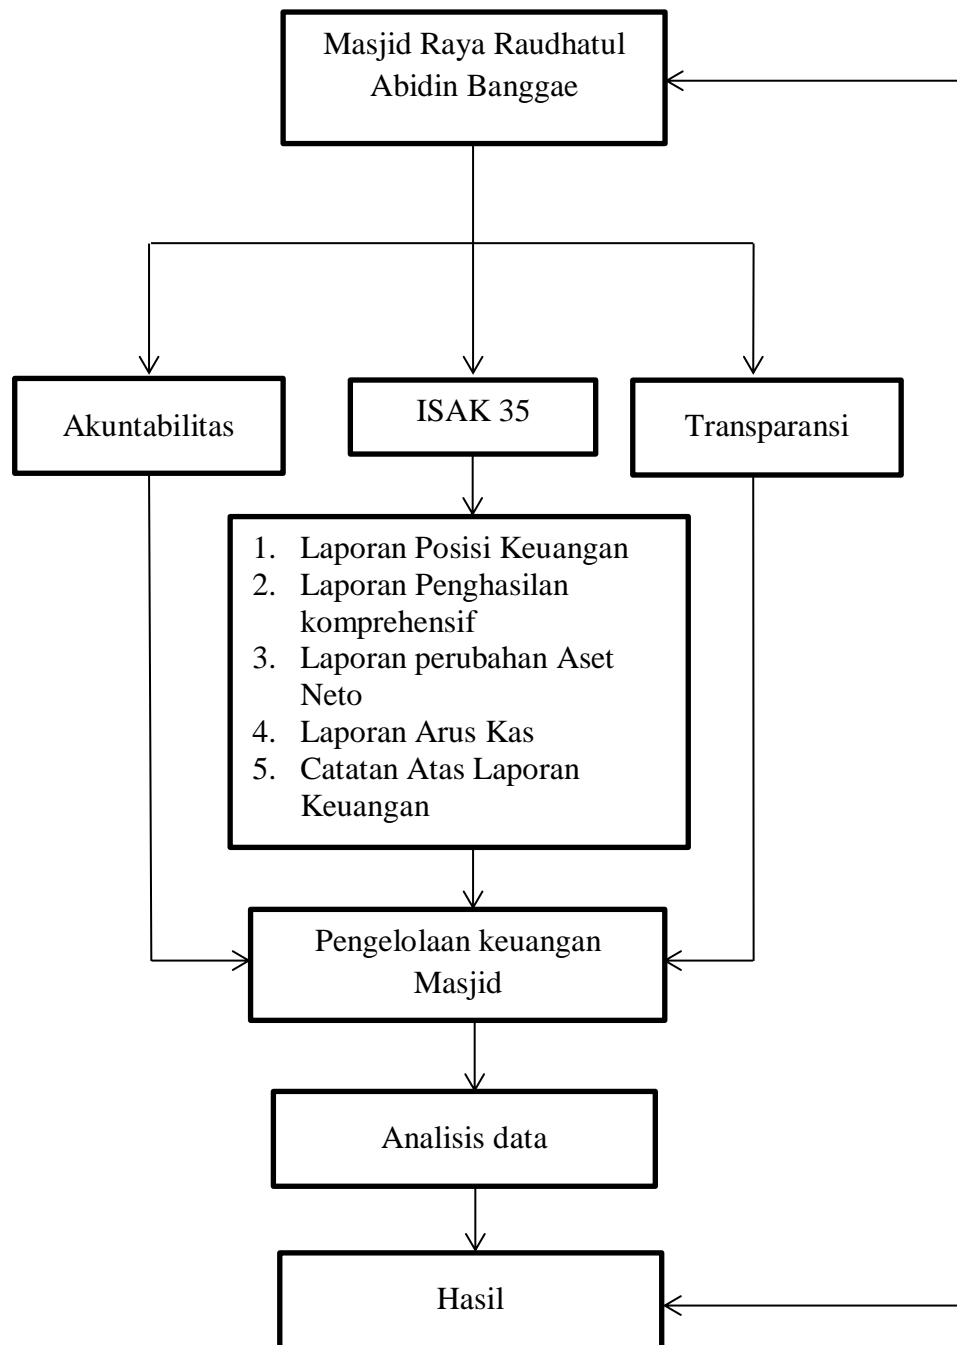 Masjid Raya Raudhatul
Abidin Banggae
Akuntabilitas
ISAK 35
Transparansi
1. Laporan Posisi Keuangan
2. Laporan Penghasilan
komprehensif
3. Laporan perubahan Aset
Neto
4. Laporan Arus Kas
5. Catatan Atas Laporan
Keuangan
Pengelolaan keuangan
Masjid
Analisis data
Hasil